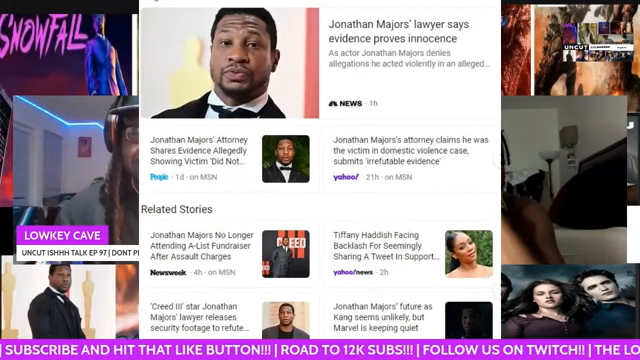 SNOWFALL
Jonathan Majors' lawyer says
evidence proves innocence
As actor Jonathan Majors denies
allegations he acted violently in an alleged...
NEWS · 1h
UNCUT
Jonathan Majors' Attorney
Shares Evidence Allegedly
Showing Victim 'Did Not...
People · 1d · on MSN
Jonathan Majors's attorney claims he was
the victim in domestic violence case,
submits 'irrefutable evidence'
yahoo! · 21h · on MSN
Related Stories
LOWKEY CAVE
UNCUT ISHHH TALK EP 97 | DONT P
Jonathan Majors No Longer
Attending A-List Fundraiser
After Assault Charges
Newsweek · 4h · on MSN
CREED III
Tiffany Haddish Facing
Backlash For Seemingly
Sharing A Tweet In Support...
yahoo/news · 2h
'Creed III' star Jonathan
Majors' lawyer releases
security footage to refute...
Jonathan Majors' future as
Kang seems unlikely, but
Marvel is keeping quiet
| SUBSCRIBE AND HIT THAT LIKE BUTTON!!! | ROAD TO 12K SUBS!!! | FOLLOW US ON TWITCH!! | THE LO